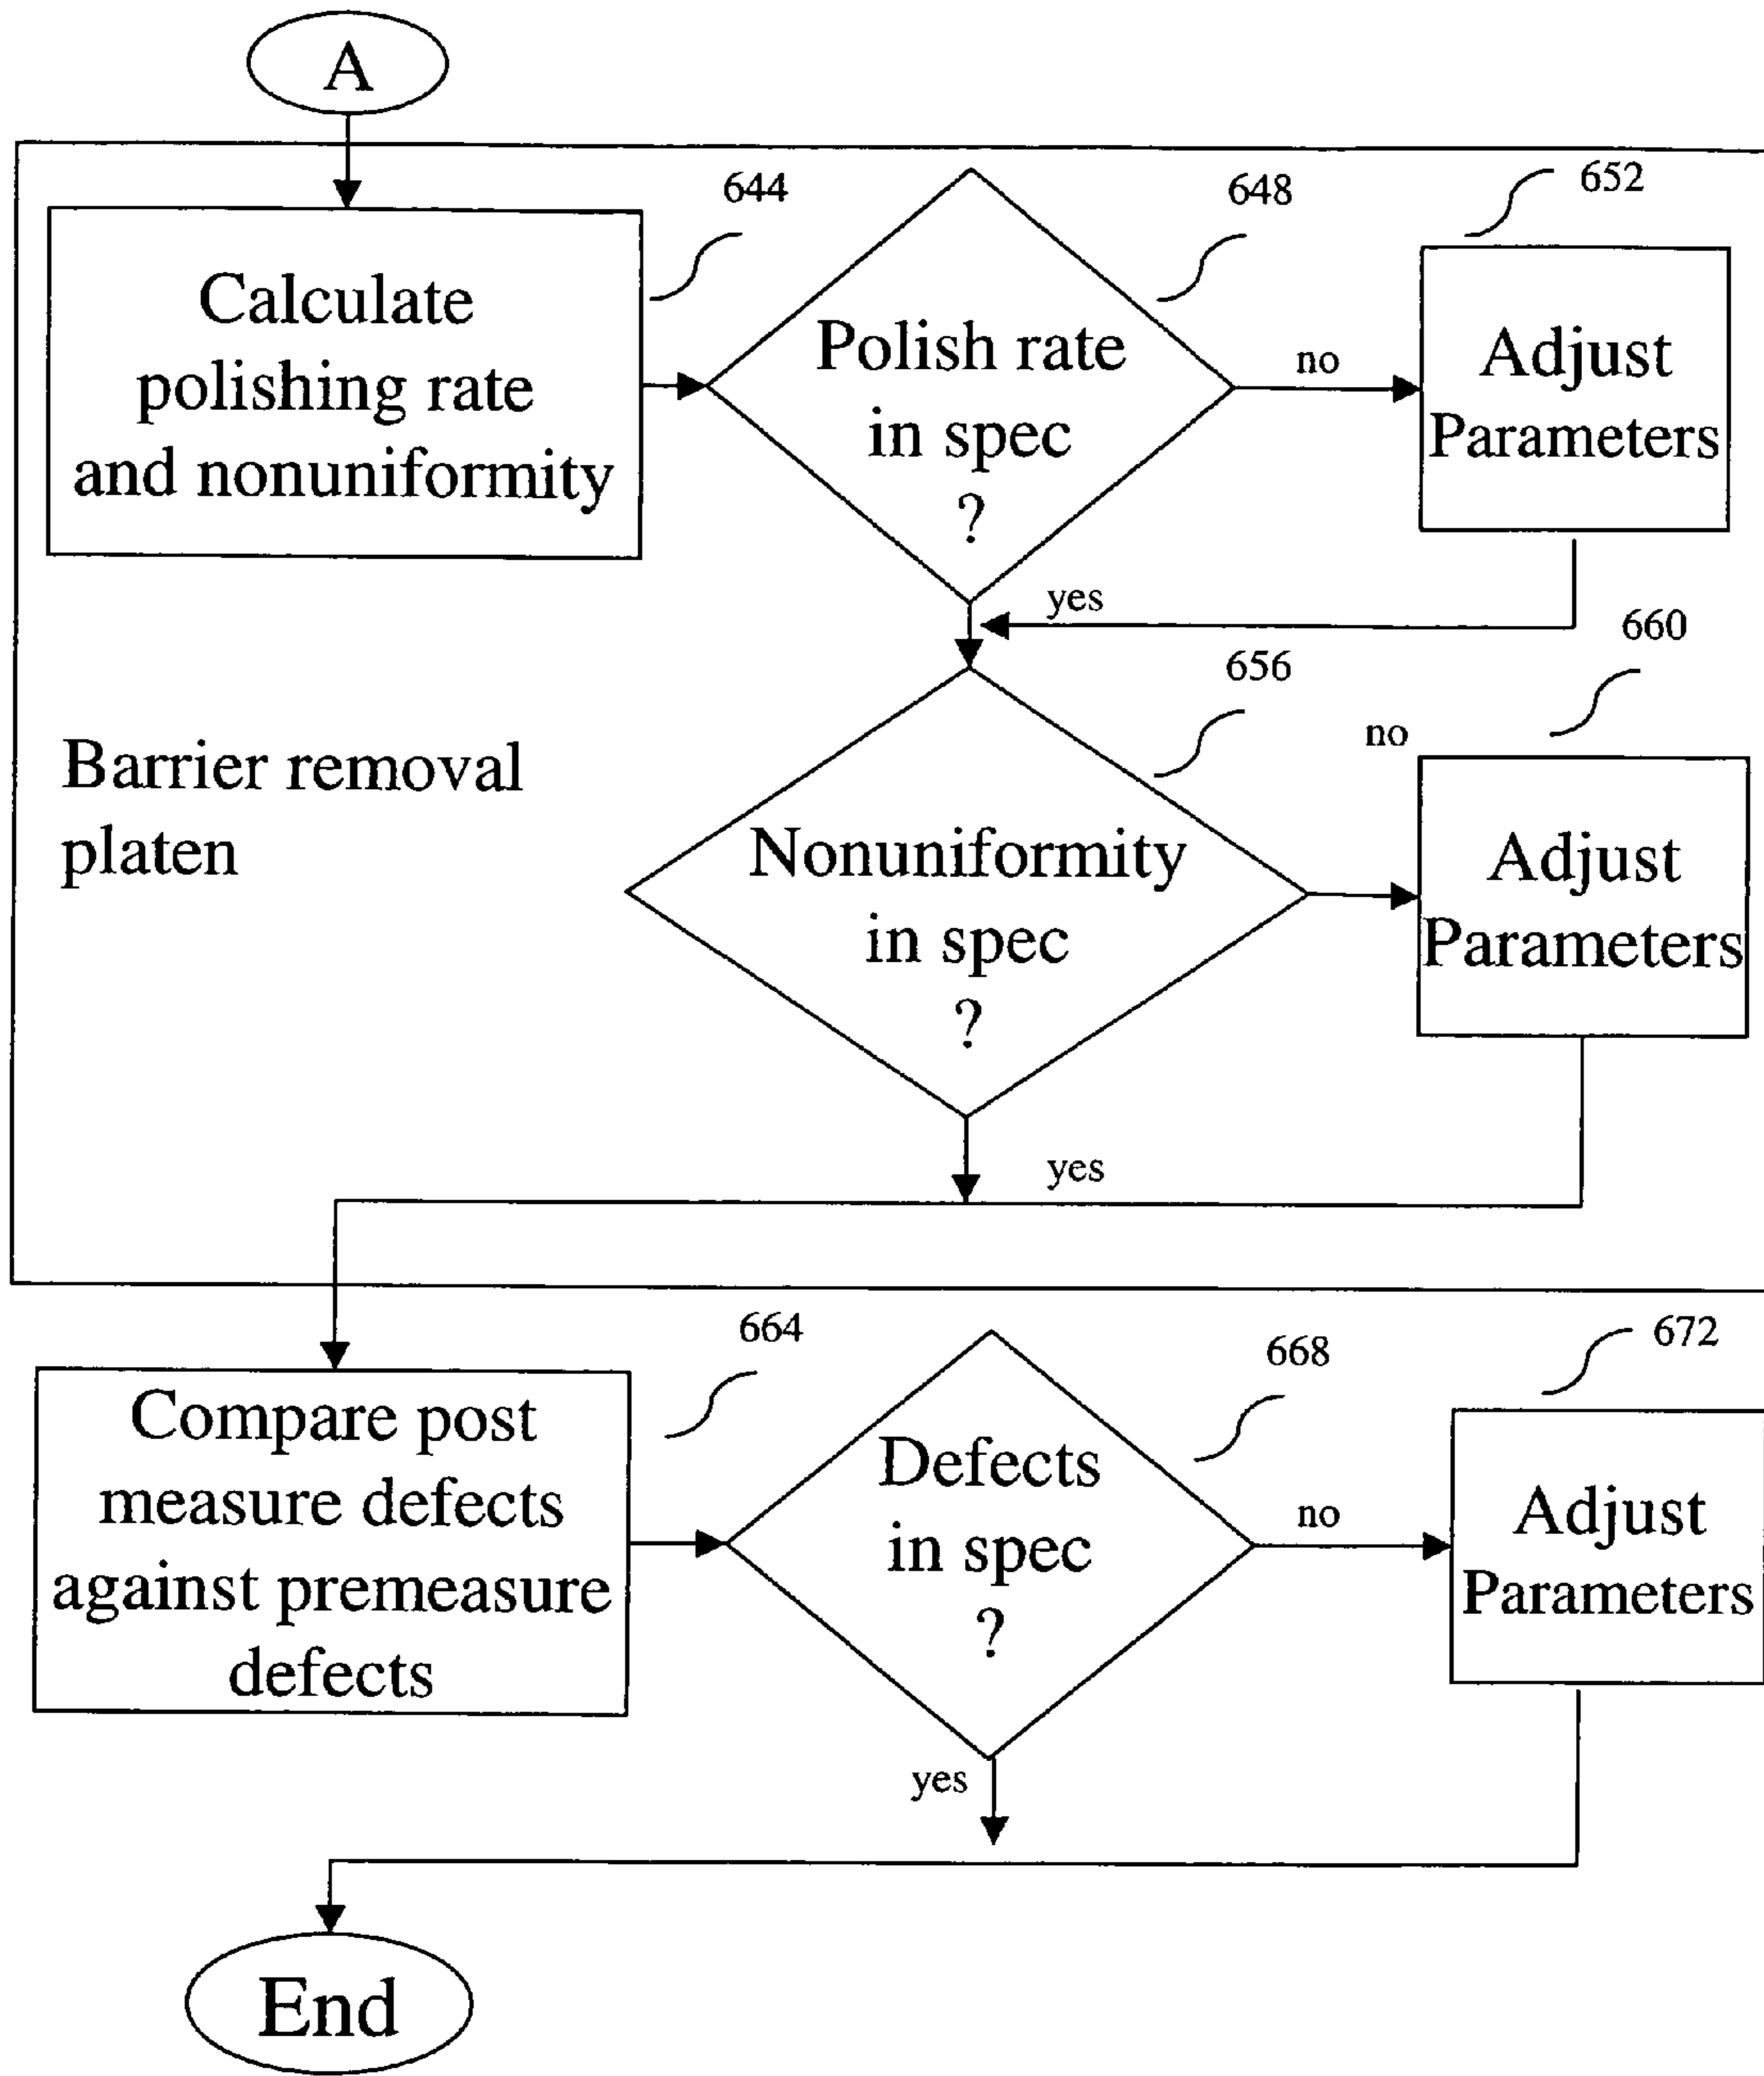 A
644
Calculate
polishing rate
and nonuniformity
648
Polish rate
in spec
?
no
652
Adjust
Parameters
yes
Barrier removal
platen
656
Nonuniformity
in spec
?
no
660
Adjust
Parameters
yes
664
Compare post
measure defects
against premeasure
defects
668
Defects
in spec
?
no
672
Adjust
Parameters
yes
End